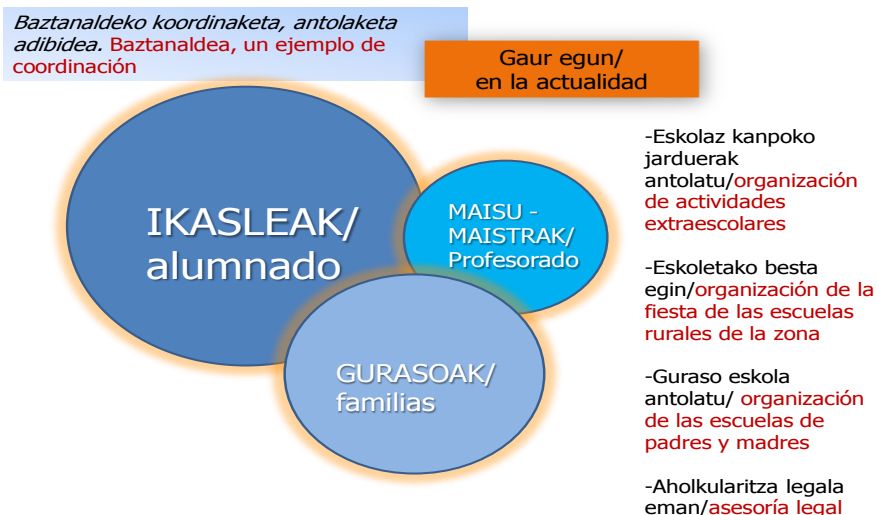 Baztanaldeko koordinaketa, antolaketa
adibidea. Baztanaldea, un ejemplo de
coordinación
Gaur egun/
en la actualidad
IKASLEAK/
alumnado
MAISU -
MAISTRAK/
Profesorado
GURASOAK/
familias
-Eskolaz kanpoko
jarduerak
antolatu/organización
de actividades
extraescolares
-Eskoletako besta
egin/organización de la
fiesta de las escuelas
rurales de la zona
-Guraso eskola
antolatu/ organización
de las escuelas de
padres y madres
-Aholkularitza legala
eman/asesoría legal